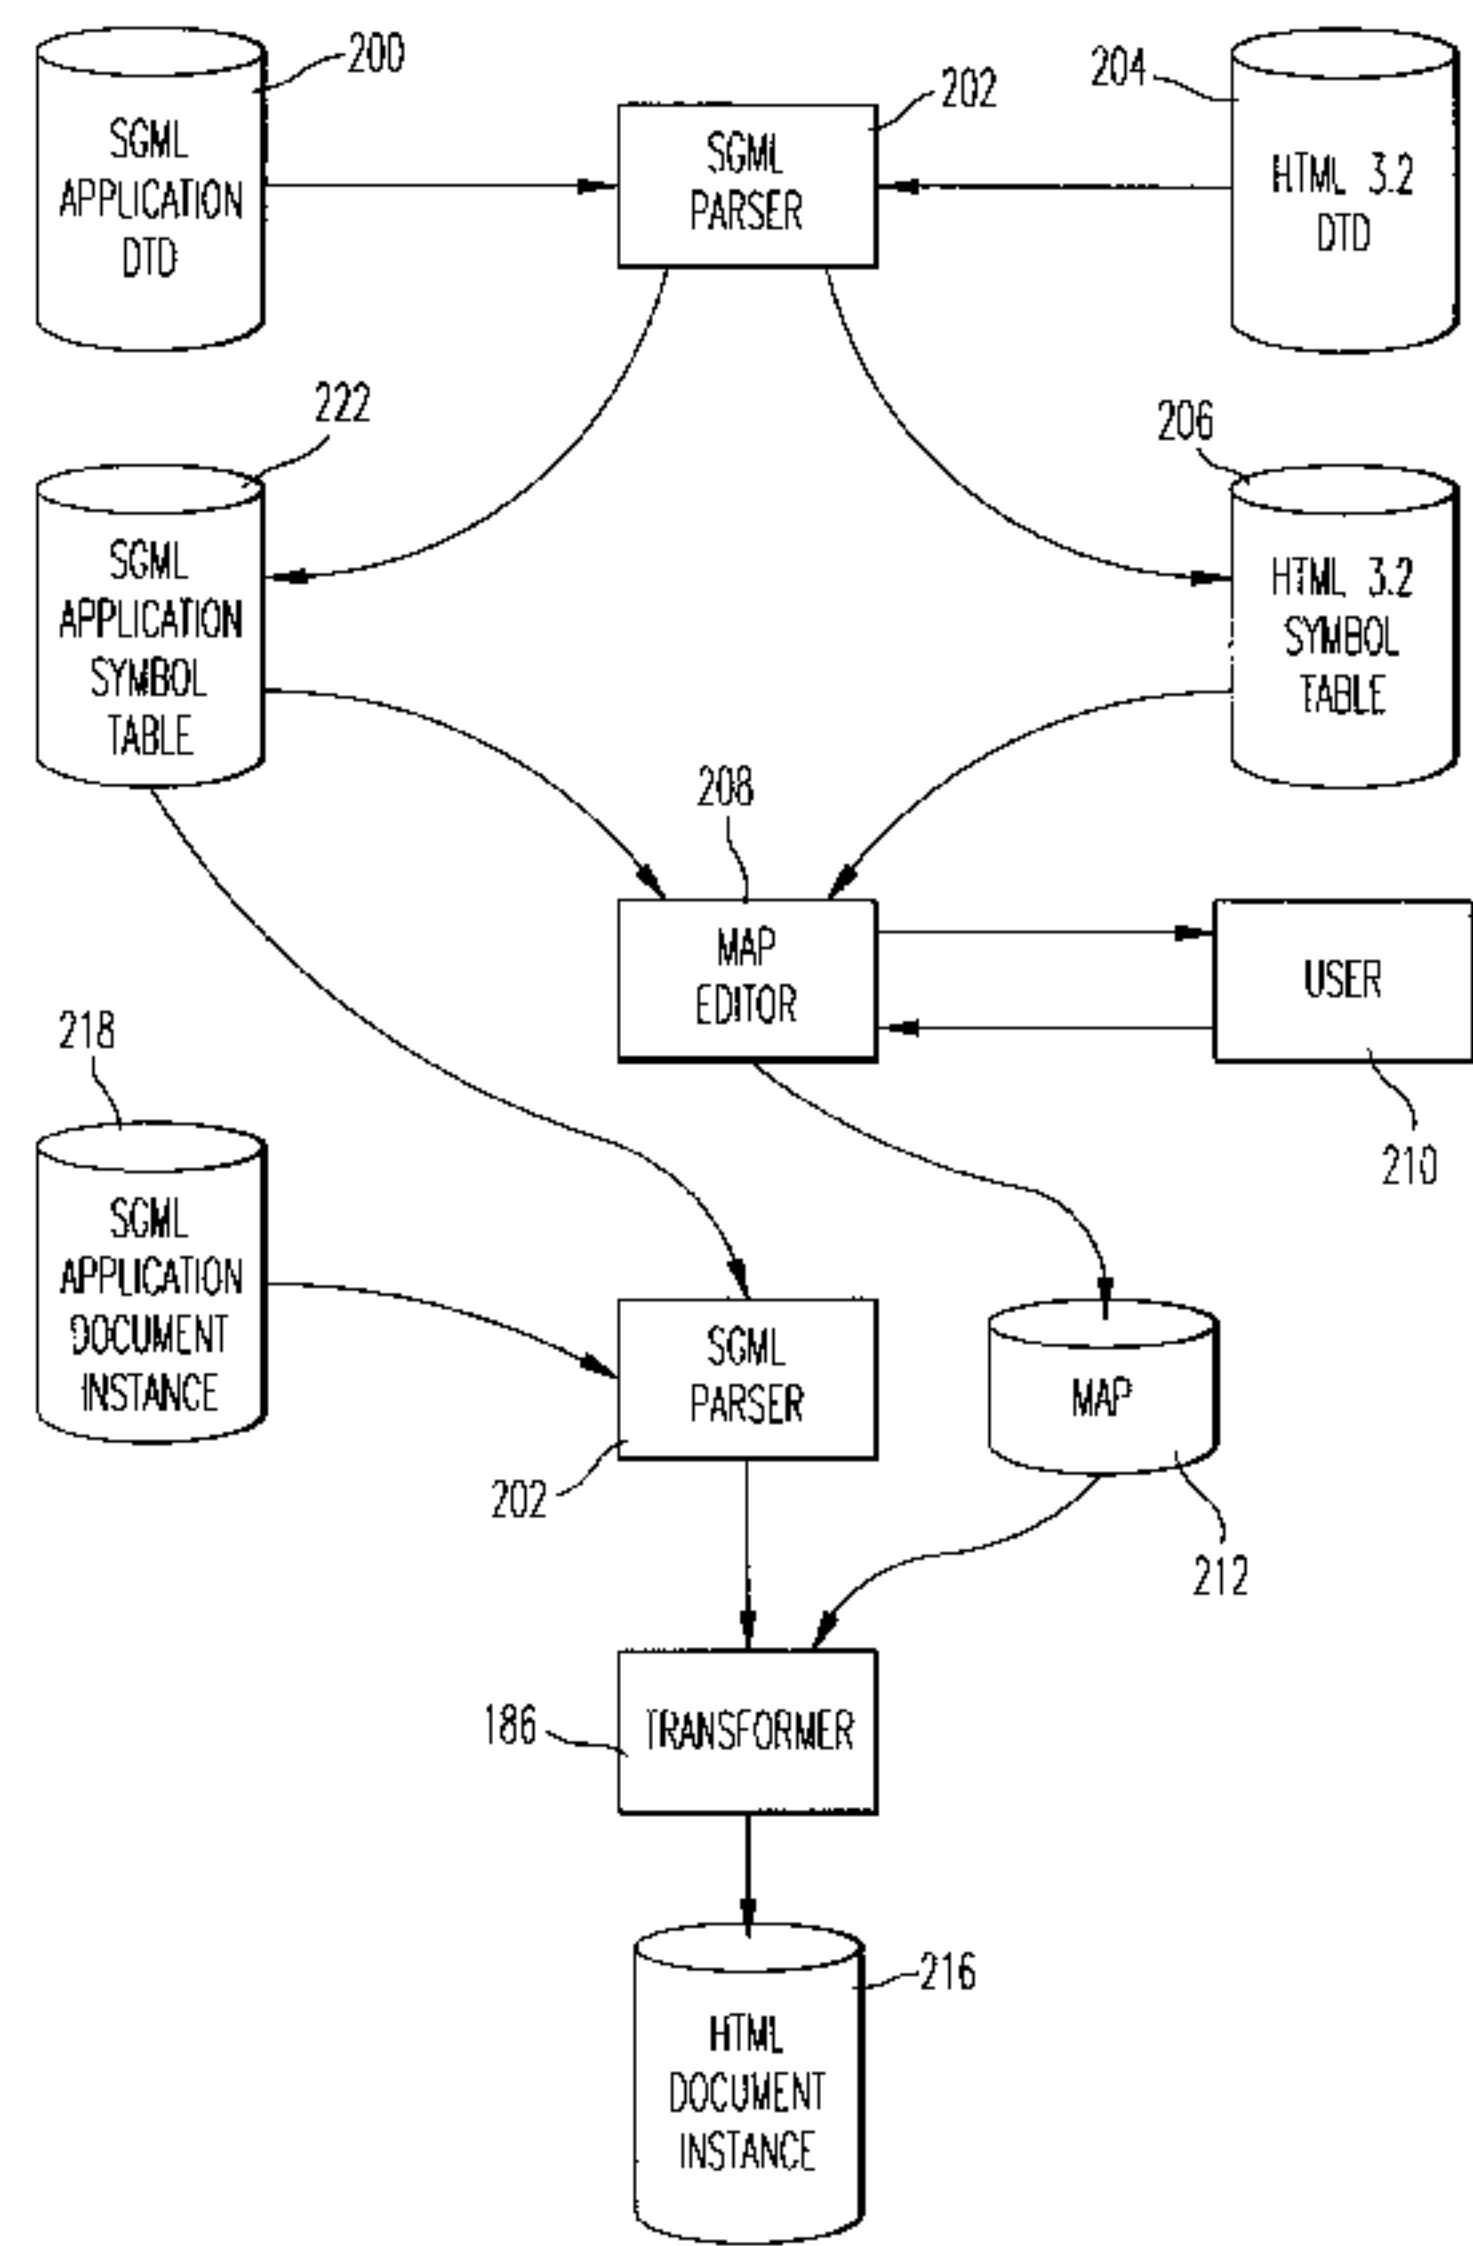 200
SGML
APPLICATION
DTD
202
SGML
PARSER
204
HTML 3.2
DTD
222
SGML
APPLICATION
SYMBOL
TABLE
206
HTML 3.2
SYMBOL
TABLE
208
MAP
EDITOR
USER
210
218
SGML
APPLICATION
DOCUMENT
INSTANCE
SGML
PARSER
202
MAP
212
186
TRANSFORMER
216
HTML
DOCUMENT
INSTANCE